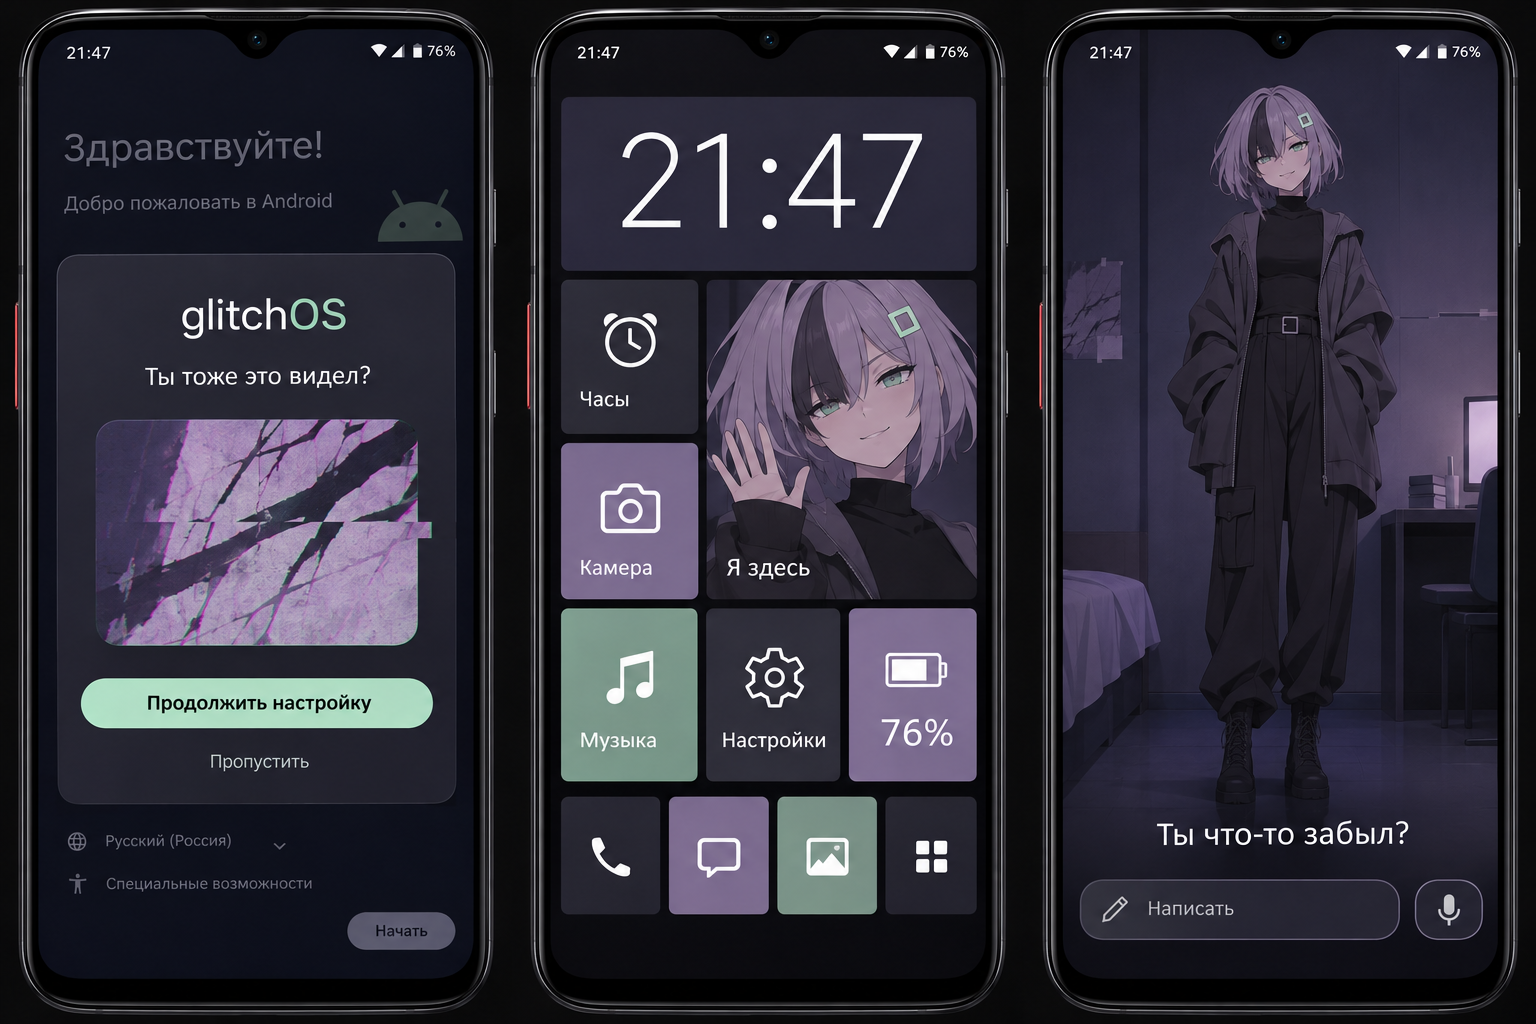 21:47
76%
Здравствуйте!
Добро пожаловать в Android
glitchOS
Ты тоже это видел?
Продолжить настройку
Пропустить
Русский (Россия)
Специальные возможности
Начать
21:47
76%
21:47
Часы
Камера
Я здесь
Музыка
Настройки
76%
21:47
76%
Ты что-то забыл?
Написать